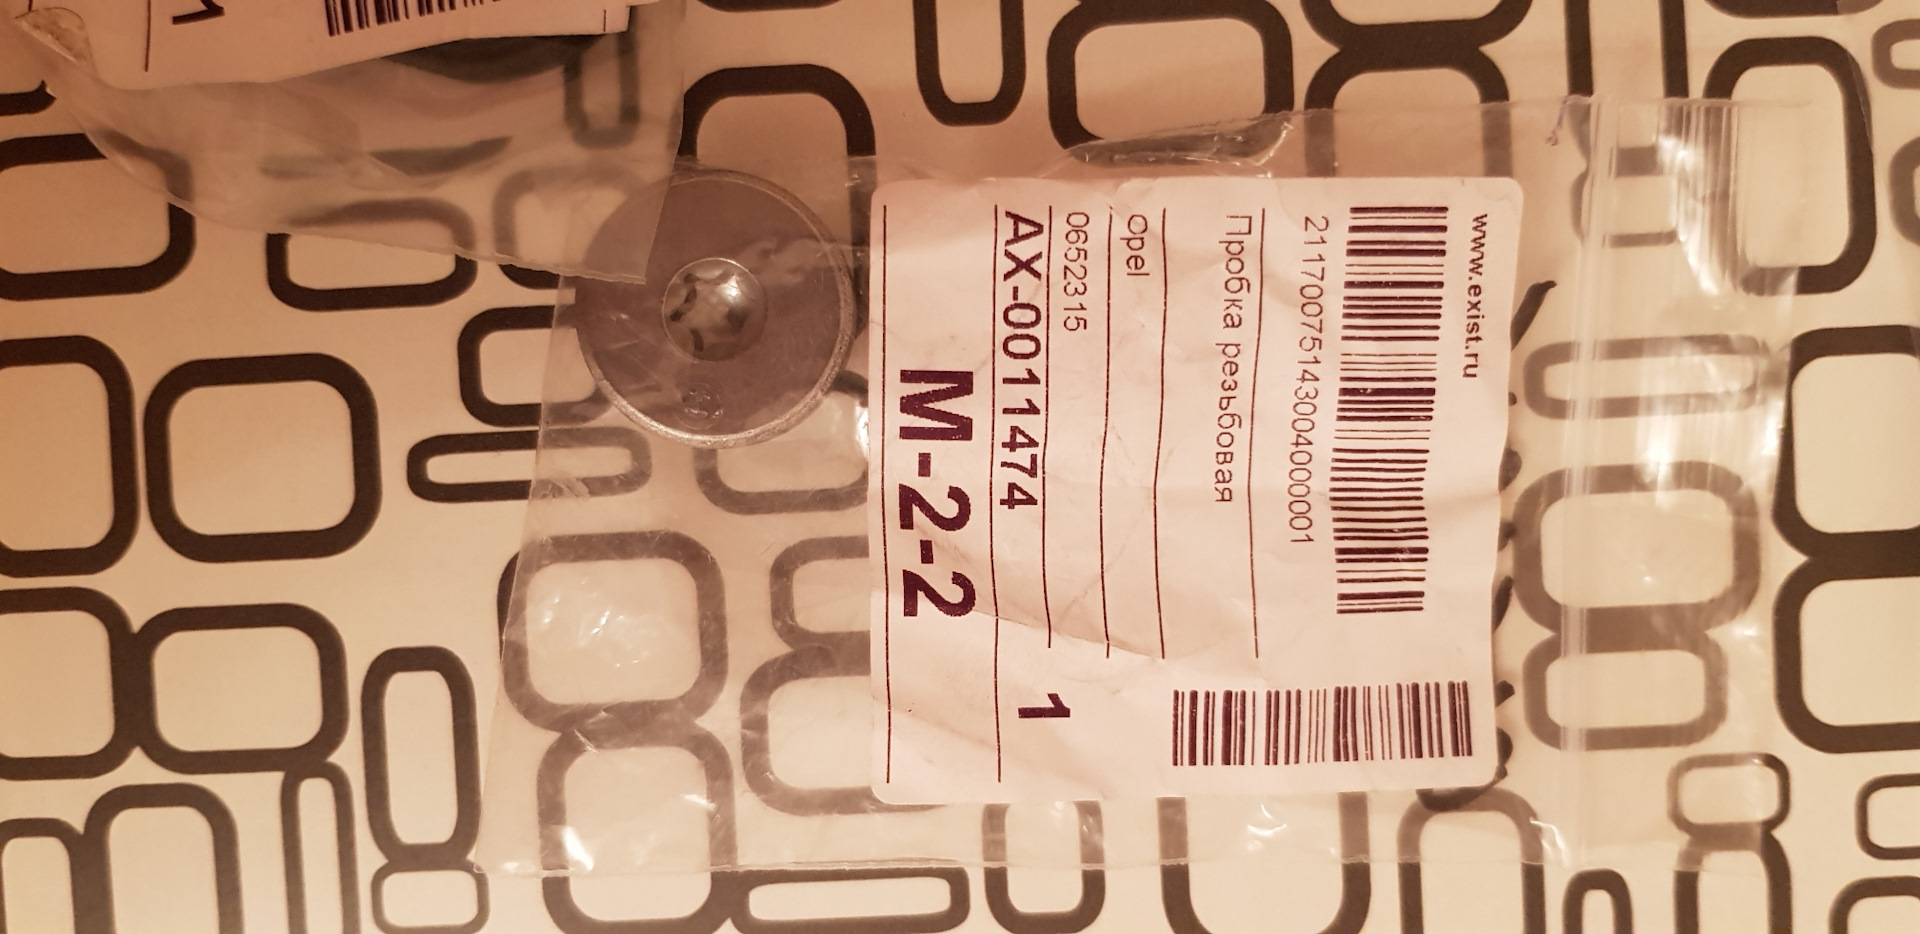 www.exist.ru
21170075143004000001
Пробка резьбовая
Opel
0652315
AX-0011474
1
M-2-2